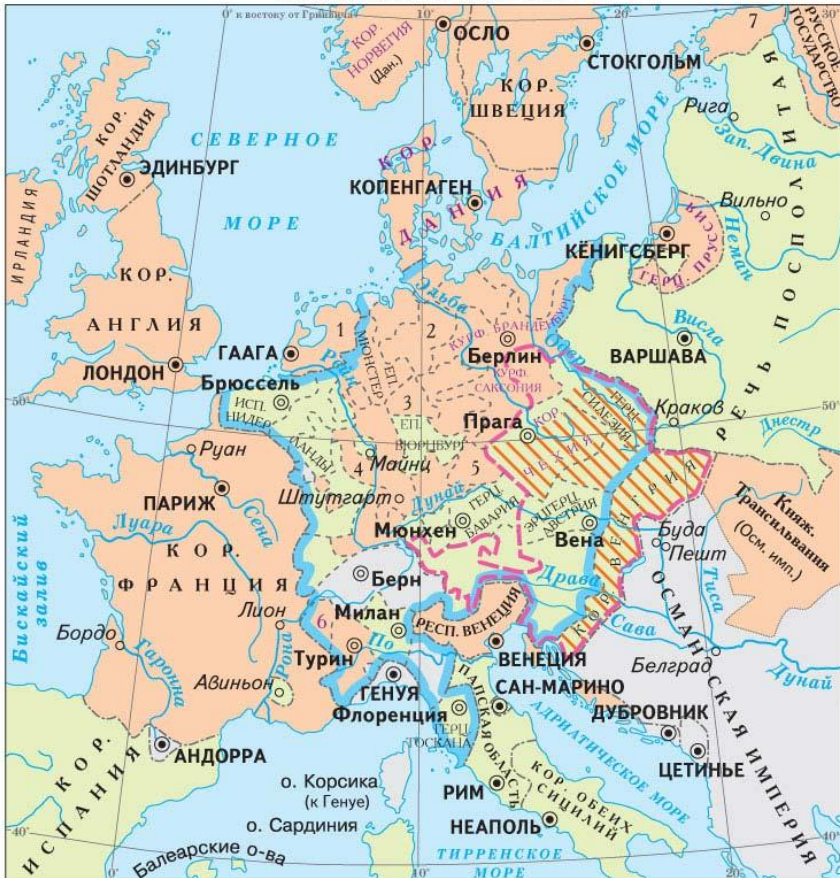 0° к востоку от Гринвича
10°
20°
30°
КОР. НОРВЕГИЯ
(Дан.)
ОСЛО
СТОКГОЛЬМ
7
РУССКОЕ
ГОСУДАРСТВО
КОР.
ШВЕЦИЯ
Рига
Зап. Двина
КОР.
ШОТЛАНДИЯ
ЭДИНБУРГ
СЕВЕРНОЕ
МОРЕ
КОР.
ДАНИЯ
КОПЕНГАГЕН
БАЛТИЙСКОЕ МОРЕ
Вильно
Неман
КЁНИГСБЕРГ
ГЕРЦ. ПРУССИЯ
РЕЧЬ ПОСПОЛИТАЯ
ИРЛАНДИЯ
КОР.
АНГЛИЯ
ЛОНДОН
ГААГА
1
2
Эльба
КУРФ. БРАНДЕНБУРГ
Берлин
Одер
Висла
ВАРШАВА
Рейн
ЕП.
МЮНСТЕР
КУРФ.
САКСОНИЯ
Брюссель
ИСП.
НИДЕРЛАНДЫ
50°
3
ЕП.
ВЮРЦБУРГ
Прага
КОР.
ЧЕХИЯ
ГЕРЦ.
СИЛЕЗИЯ
Краков
50°
Днестр
Руан
4
Майнц
5
ПАРИЖ
Сена
Штутгарт
Дунай
ГЕРЦ.
БАВАРИЯ
Мюнхен
ЭРЦГЕРЦ.
АВСТРИЯ
Вена
КОР. ВЕНГРИЯ
Буда
Пешт
Княж.
Трансильвания
(Осм. имп.)
Бискайский
залив
Луара
КОР.
ФРАНЦИЯ
Берн
Драва
Тиса
Лион
6
Милан
РЕСП. ВЕНЕЦИЯ
Сава
Бордо
Гаронна
Рона
Турин
По
ВЕНЕЦИЯ
Белград
Дунай
Авиньон
ГЕНУЯ
САН-МАРИНО
Флоренция
ГЕРЦ.
ТОСКАНА
ПАПСКАЯ ОБЛАСТЬ
АДРИАТИЧЕСКОЕ МОРЕ
ДУБРОВНИК
ОСМАНСКАЯ ИМПЕРИЯ
ЦЕТИНЬЕ
АНДОРРА
КОР.
ИСПАНИЯ
о. Корсика
(к Генуе)
РИМ
КОР. ОБЕИХ
СИЦИЛИЙ
о. Сардиния
НЕАПОЛЬ
40°
0°
Балеарские о-ва
10°
ТИРРЕНСКОЕ
МОРЕ
20°
40°